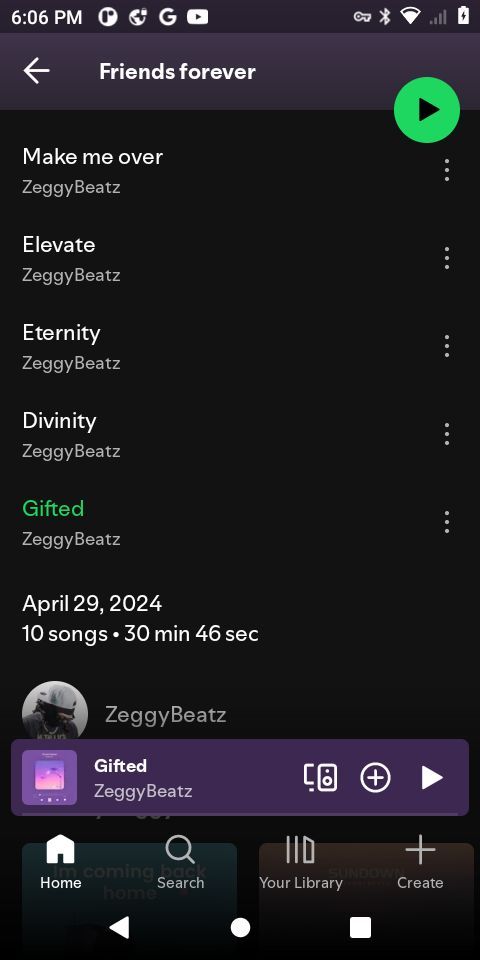 6:06 PM
Friends forever
Make me over
ZeggyBeatz
Elevate
ZeggyBeatz
Eternity
ZeggyBeatz
Divinity
ZeggyBeatz
Gifted
ZeggyBeatz
April 29, 2024
10 songs • 30 min 46 sec
ZeggyBeatz
Gifted
ZeggyBeatz
Im coming back
home
SUNDOWN
Home
Search
Your Library
Create